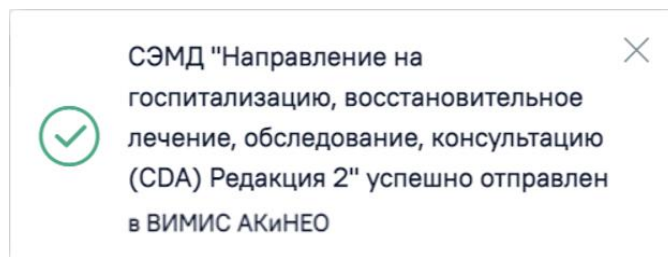 СЭМД "Направление на
госпитализацию, восстановительное
лечение, обследование, консультацию
(CDA) Редакция 2" успешно отправлен
в ВИМИС АКиНЕО